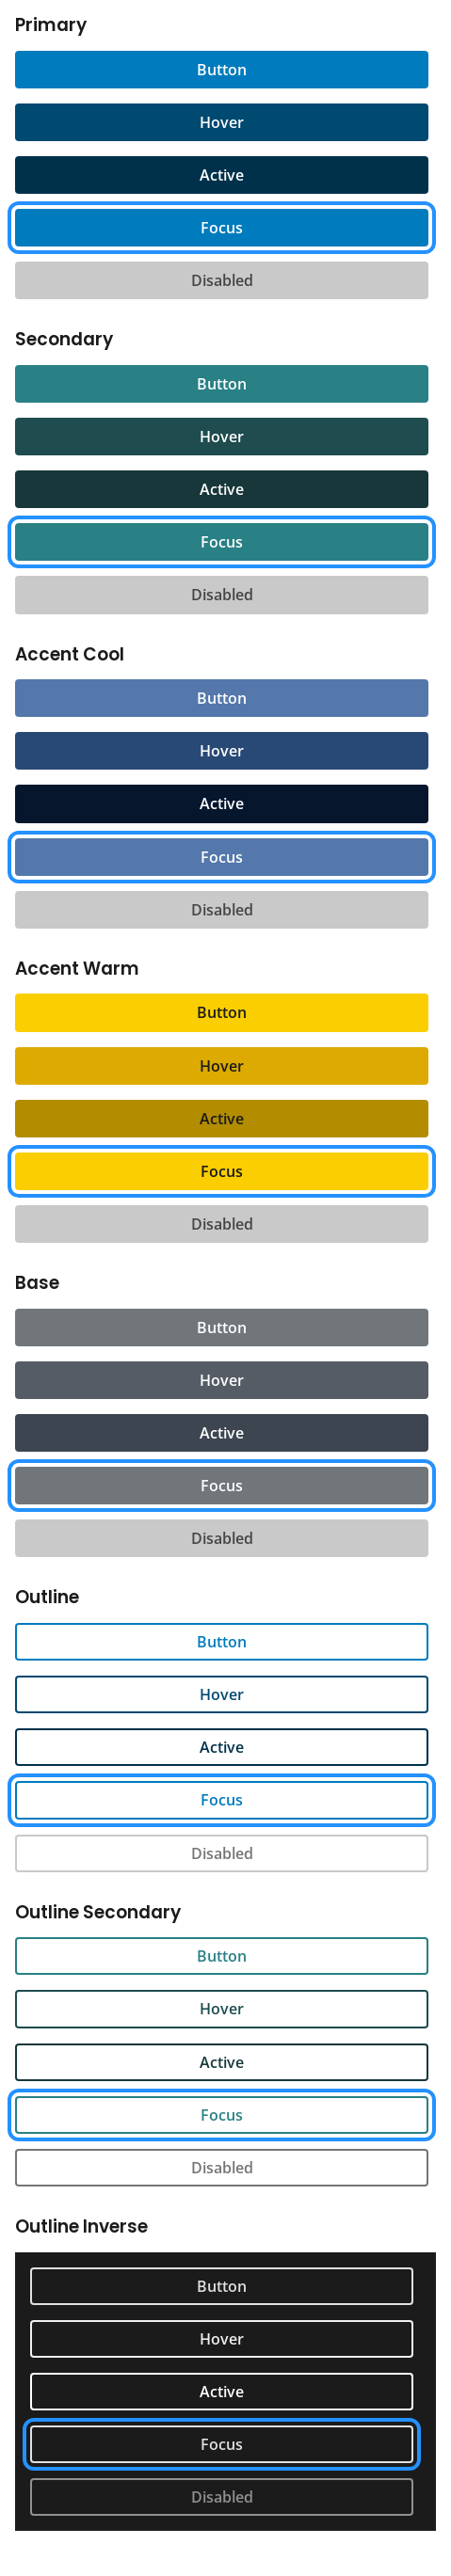 Primary
Button
Hover
Active
Focus
Disabled
Secondary
Button
Hover
Active
Focus
Disabled
Accent Cool
Button
Hover
Active
Focus
Disabled
Accent Warm
Button
Hover
Active
Focus
Disabled
Base
Button
Hover
Active
Focus
Disabled
Outline
Button
Hover
Active
Focus
Disabled
Outline Secondary
Button
Hover
Active
Focus
Disabled
Outline Inverse
Button
Hover
Active
Focus
Disabled